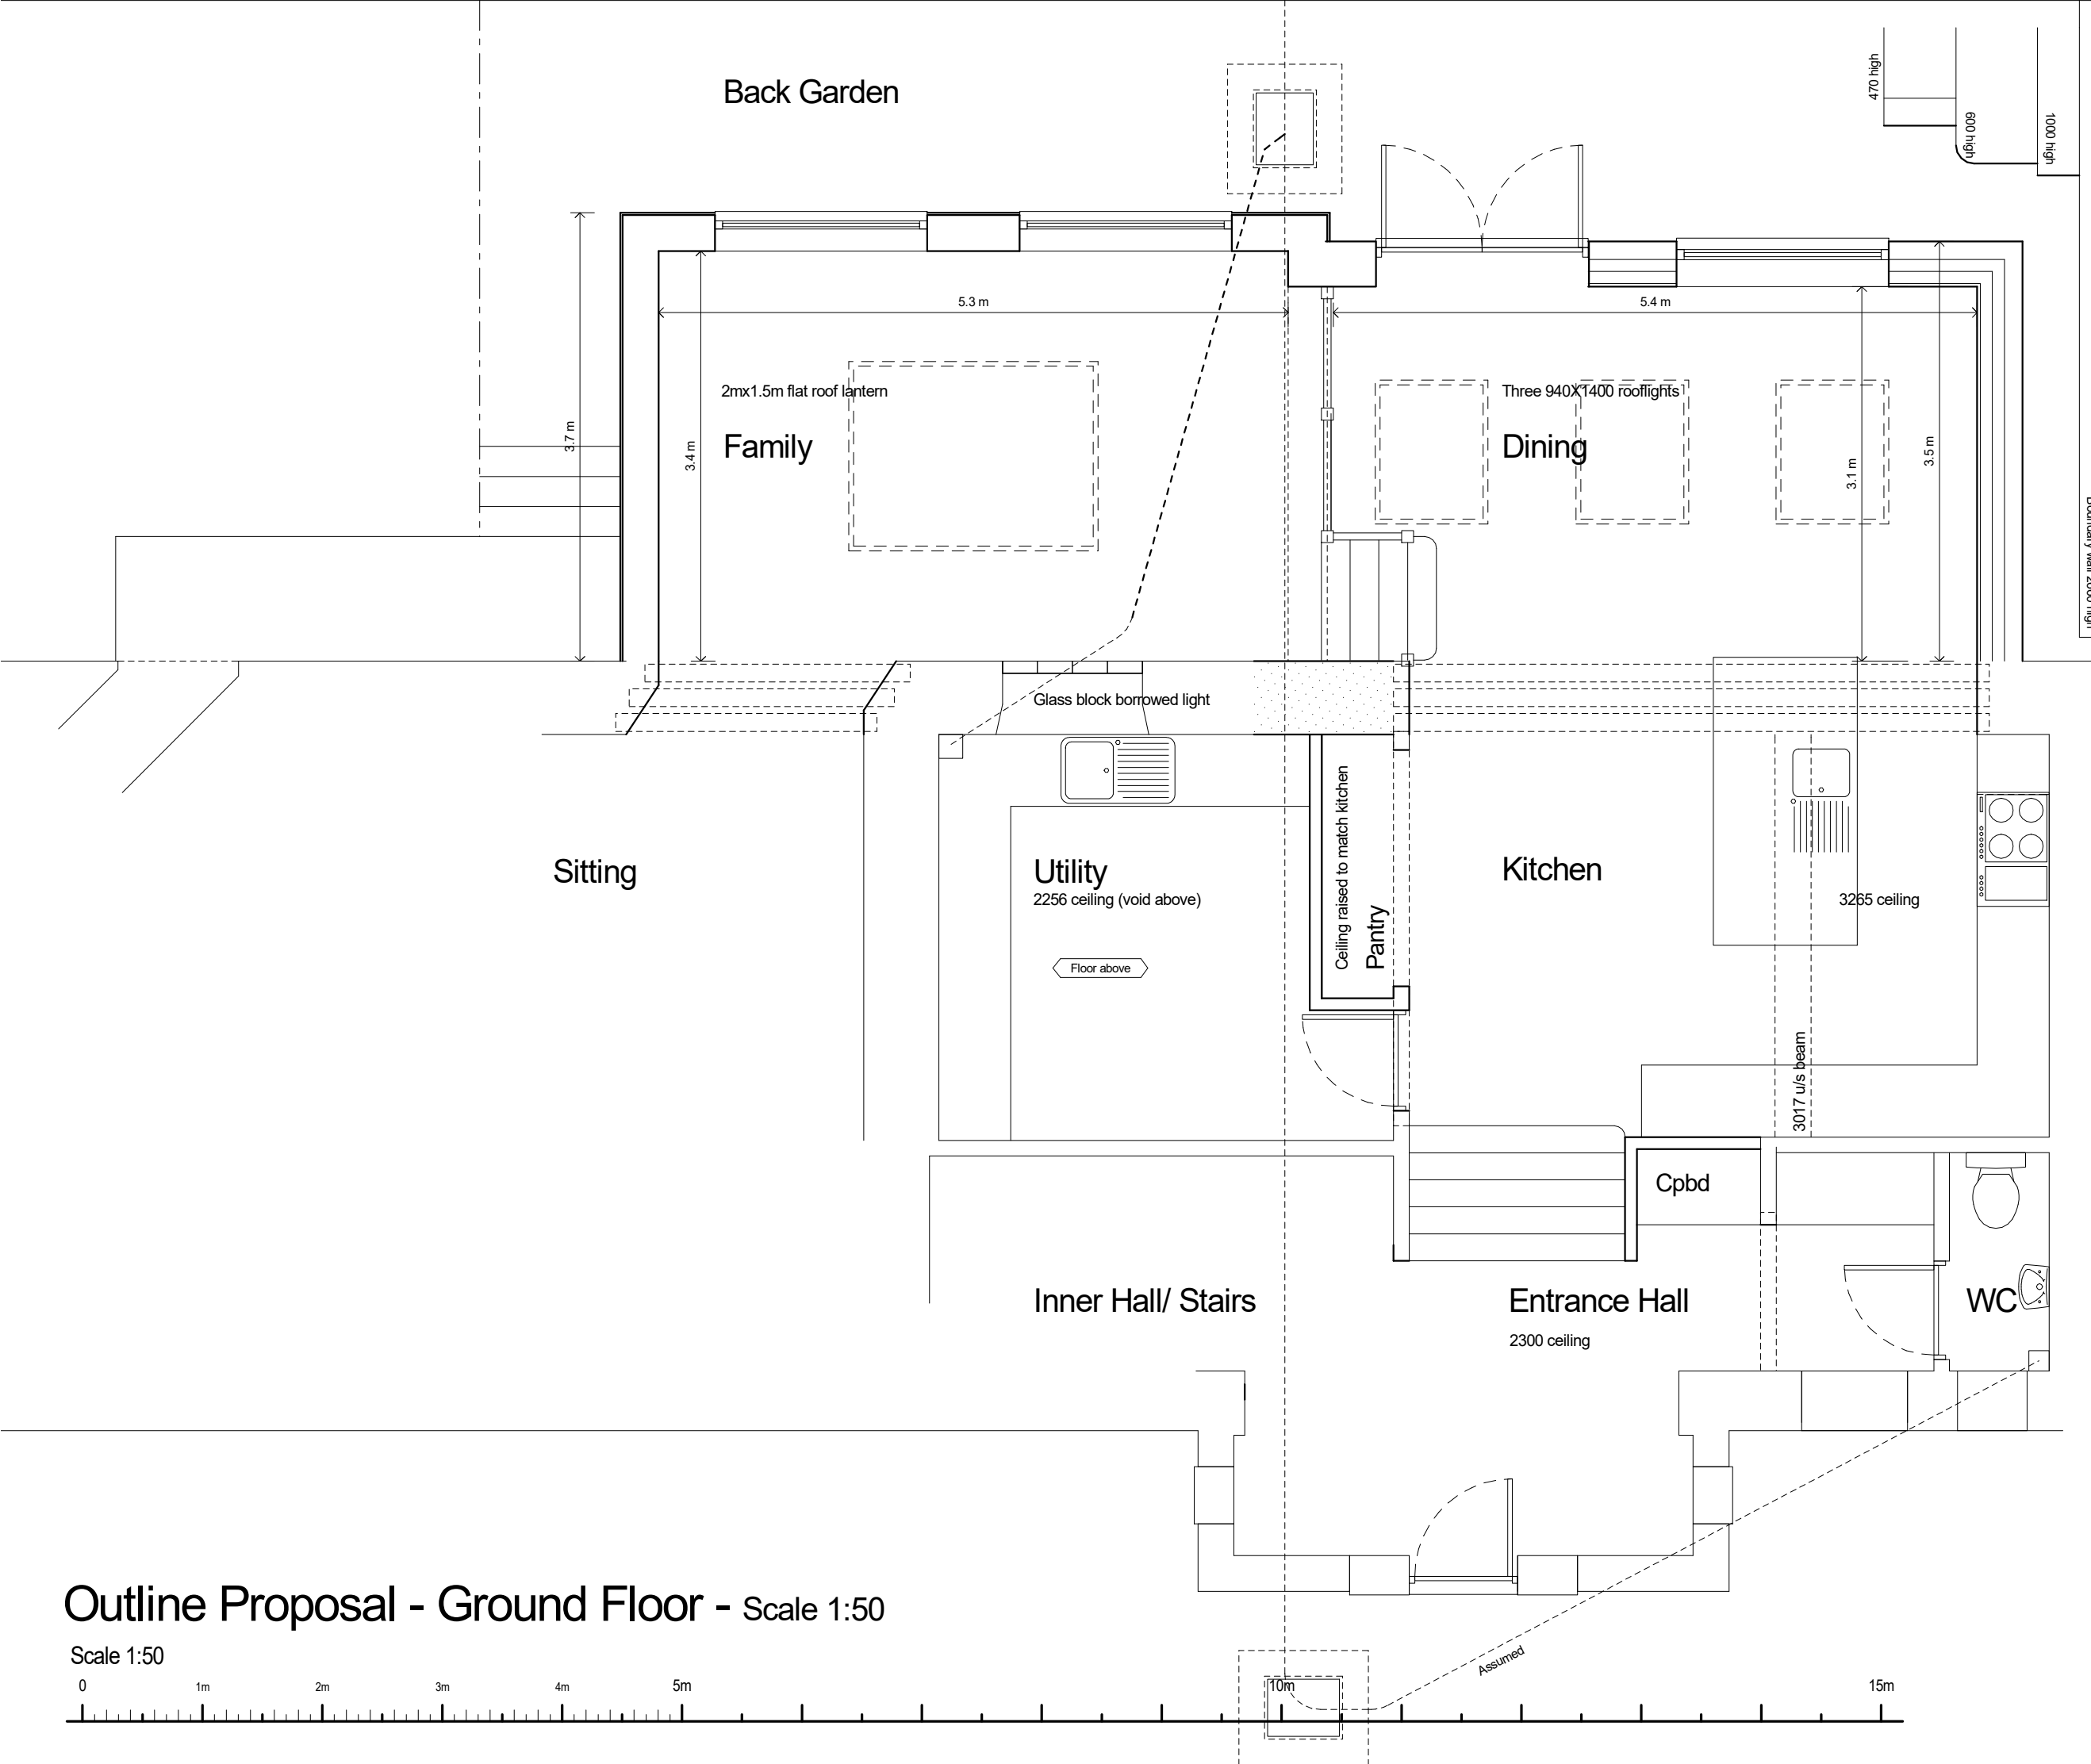 Back Garden
470 high
600 high
1000 high
5.3 m
5.4 m
2mx1.5m flat roof lantern
Three 940X1400 rooflights
3.7 m
3.4 m
Family
Dining
3.1 m
3.5 m
Boundary wall 2000 high
Glass block borrowed light
Sitting
Utility
2256 ceiling (void above)
Floor above
Ceiling raised to match kitchen
Pantry
Kitchen
3265 ceiling
3017 u/s beam
Cpbd
Inner Hall/ Stairs
Entrance Hall
2300 ceiling
WC
Outline Proposal - Ground Floor - Scale 1:50
Scale 1:50
Assumed
0 1m 2m 3m 4m 5m 10m 15m